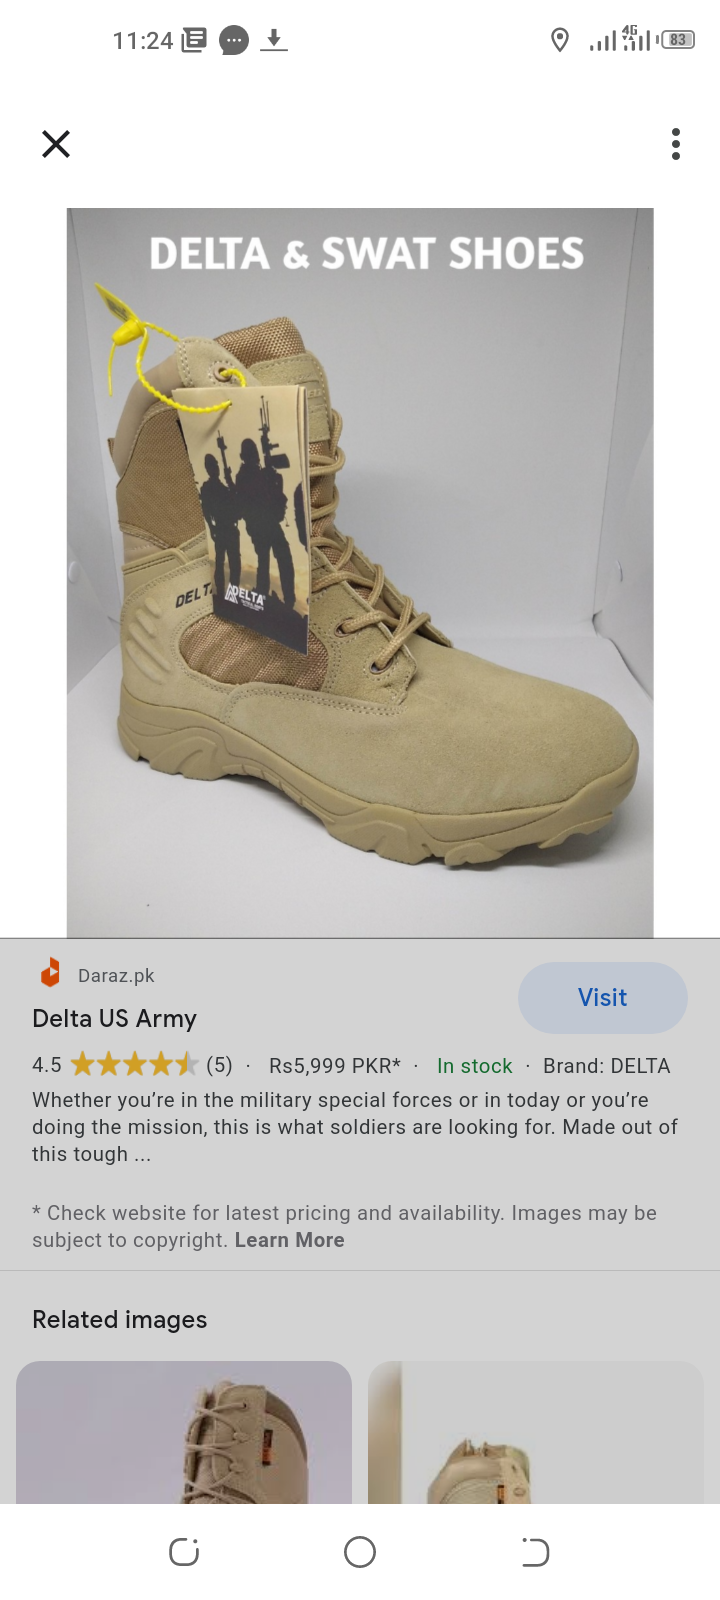 11:24
4G
83
DELTA & SWAT SHOES
DELT
DELTA
Daraz.pk
Visit
Delta US Army
4.5 (5) · Rs5,999 PKR* · In stock · Brand: DELTA
Whether you’re in the military special forces or in today or you’re
doing the mission, this is what soldiers are looking for. Made out of
this tough ...
* Check website for latest pricing and availability. Images may be
subject to copyright. Learn More
Related images